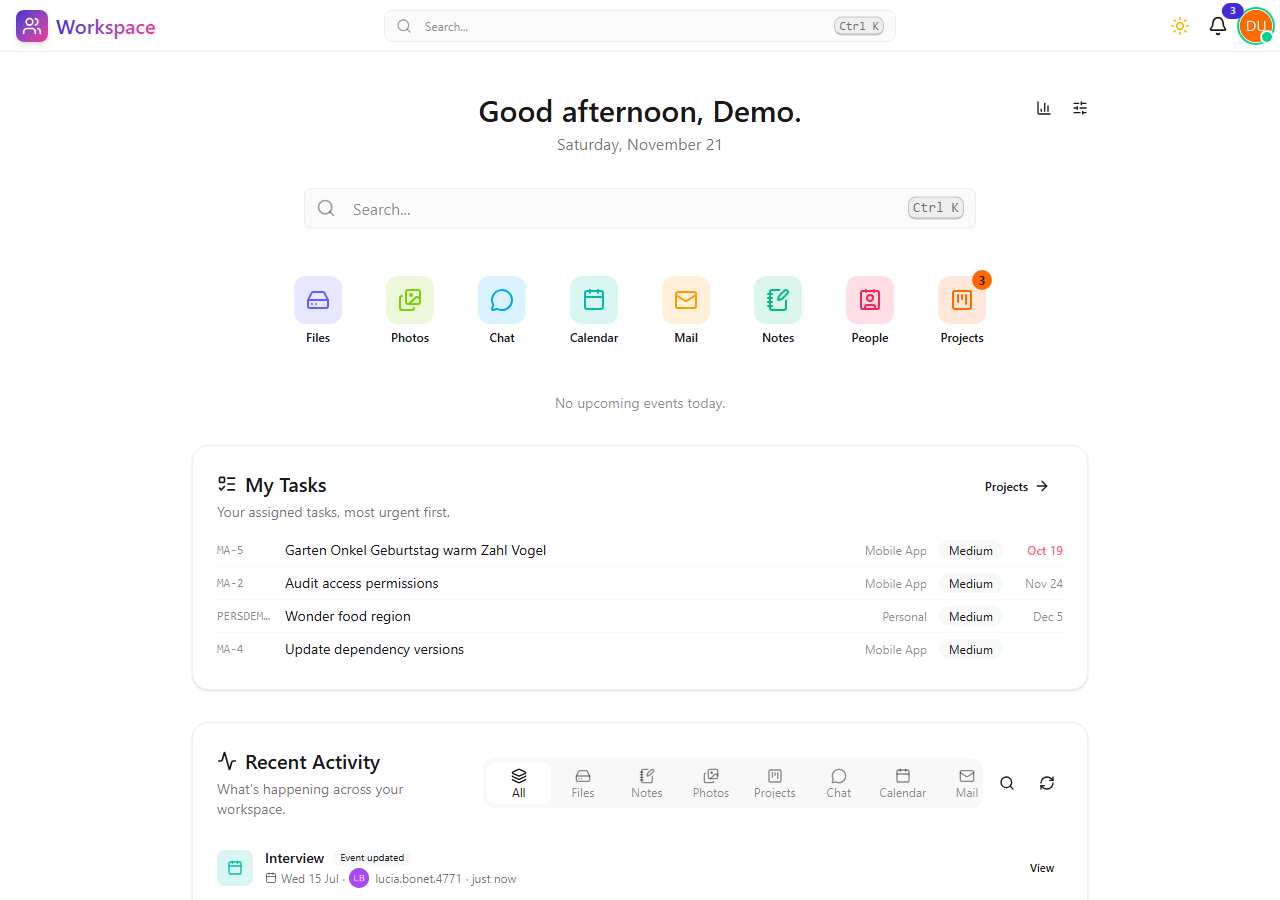 Workspace
Search...
Ctrl K
3
DU
Good afternoon, Demo.
Saturday, November 21
Search...
Ctrl K
3
Files
Photos
Chat
Calendar
Mail
Notes
People
Projects
No upcoming events today.
My Tasks
Projects
Your assigned tasks, most urgent first.
MA-5 Garten Onkel Geburtstag warm Zahl Vogel Mobile App Medium Oct 19
MA-2 Audit access permissions Mobile App Medium Nov 24
PERSDEM… Wonder food region Personal Medium Dec 5
MA-4 Update dependency versions Mobile App Medium
Recent Activity
What's happening across your
workspace.
All
Files
Notes
Photos
Projects
Chat
Calendar
Mail
Interview Event updated
Wed 15 Jul · LB lucia.bonet.4771 · just now
View